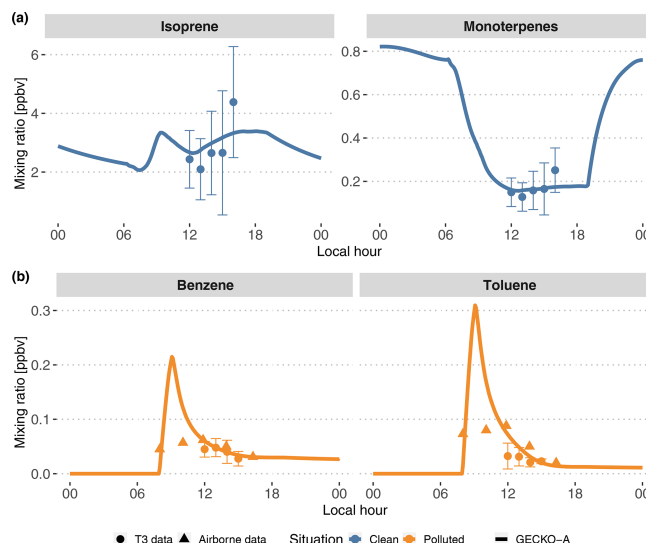 (a)
Isoprene
Monoterpenes
Mixing ratio [ppbv]
6
4
2
0.8
0.6
0.4
0.2
00 06 12 18 00
00 06 12 18 00
Local hour
(b)
Benzene
Toluene
Mixing ratio [ppbv]
0.3
0.2
0.1
0.0
00 06 12 18 00
00 06 12 18 00
Local hour
T3 data Airborne data Situation Clean Polluted GECKO-A